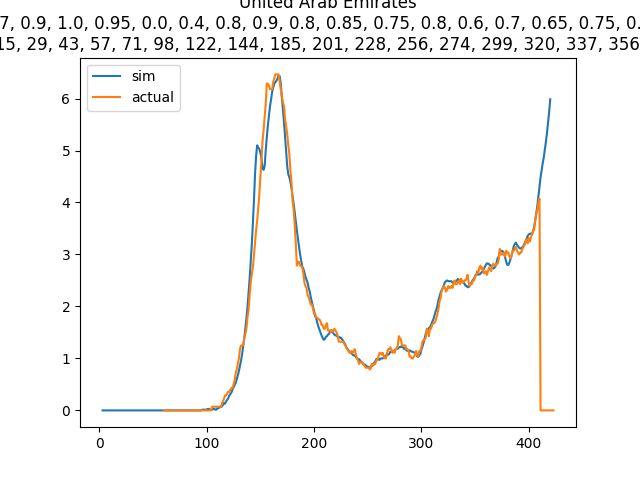 United Arab Emirates
7, 0.9, 1.0, 0.95, 0.0, 0.4, 0.8, 0.9, 0.8, 0.85, 0.75, 0.8, 0.6, 0.7, 0.65, 0.75, 0.
15, 29, 43, 57, 71, 98, 122, 144, 185, 201, 228, 256, 274, 299, 320, 337, 356
sim
actual
6
5
4
3
2
1
0
0 100 200 300 400